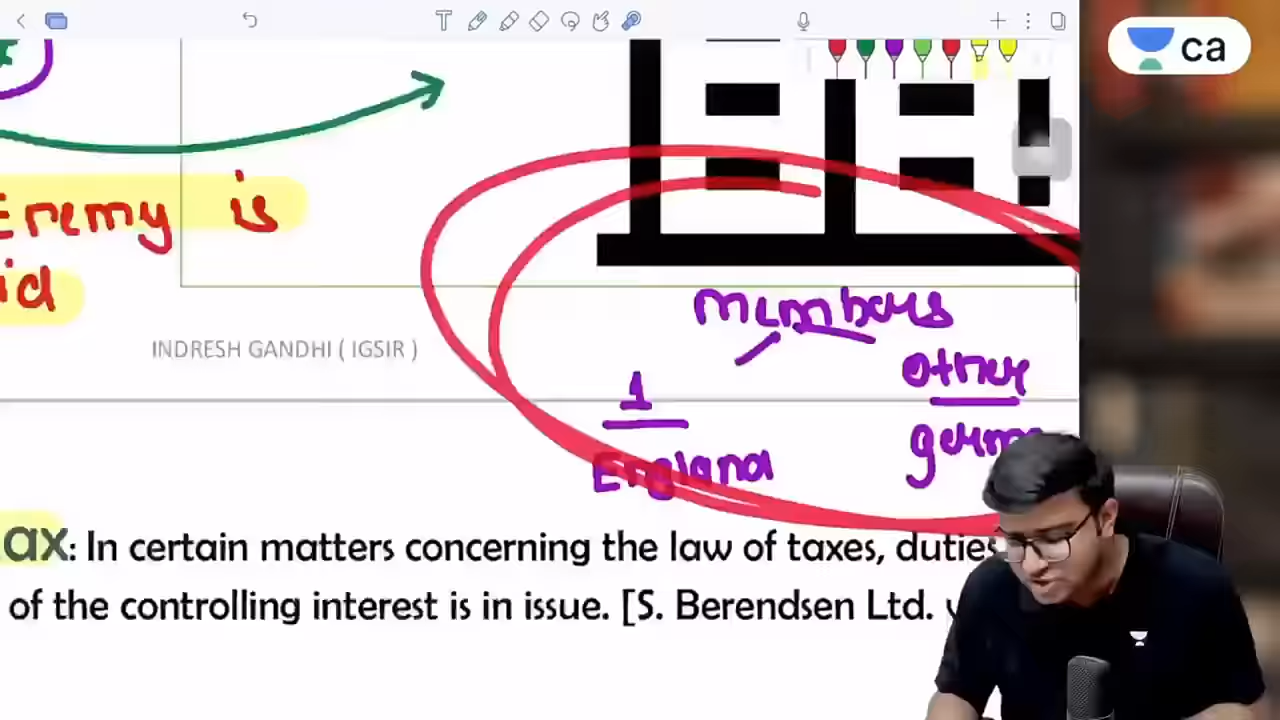 ca
Enemy is
id
INDRESH GANDHI ( IGSIR )
members
1
other
England
germ
ax: In certain matters concerning the law of taxes, duties
of the controlling interest is in issue. [S. Berendsen Ltd.